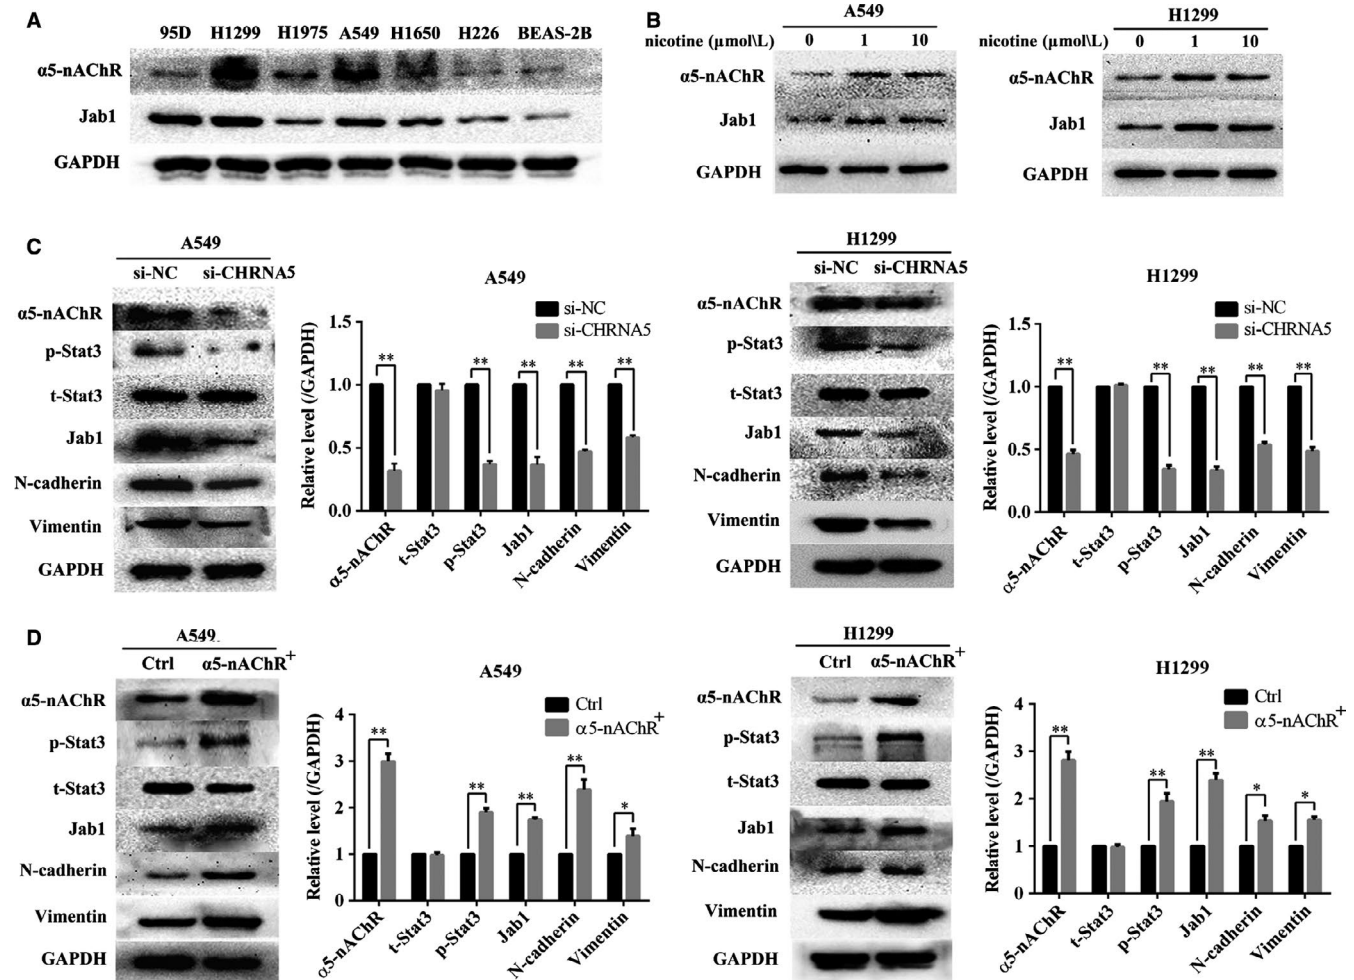 A
95D H1299 H1975 A549 H1650 H226 BEAS-2B
α5-nAChR
Jab1
GAPDH
B
A549
nicotine (µmol\L) 0 1 10
α5-nAChR
Jab1
GAPDH
H1299
nicotine (µmol\L) 0 1 10
α5-nAChR
Jab1
GAPDH
C
A549
si-NC si-CHRNA5
α5-nAChR
p-Stat3
t-Stat3
Jab1
N-cadherin
Vimentin
GAPDH
A549
si-NC
si-CHRNA5
Relative level (/GAPDH)
1.5
1.0
0.5
0.0
** ** ** ** **
α5-nAChR t-Stat3 p-Stat3 Jab1 N-cadherin Vimentin
H1299
si-NC si-CHRNA5
α5-nAChR
p-Stat3
t-Stat3
Jab1
N-cadherin
Vimentin
GAPDH
H1299
si-NC
si-CHRNA5
Relative level (/GAPDH)
1.5
1.0
0.5
0.0
** ** ** ** **
α5-nAChR t-Stat3 p-Stat3 Jab1 N-cadherin Vimentin
D
A549
Ctrl α5-nAChR+
α5-nAChR
p-Stat3
t-Stat3
Jab1
N-cadherin
Vimentin
GAPDH
A549
Ctrl
α5-nAChR+
Relative level (/GAPDH)
4
3
2
1
0
** ** ** ** *
α5-nAChR t-Stat3 p-Stat3 Jab1 N-cadherin Vimentin
H1299
Ctrl α5-nAChR+
α5-nAChR
p-Stat3
t-Stat3
Jab1
N-cadherin
Vimentin
GAPDH
H1299
Ctrl
α5-nAChR+
Relative level (/GAPDH)
4
3
2
1
0
** ** ** * *
α5-nAChR t-Stat3 p-Stat3 Jab1 N-cadherin Vimentin